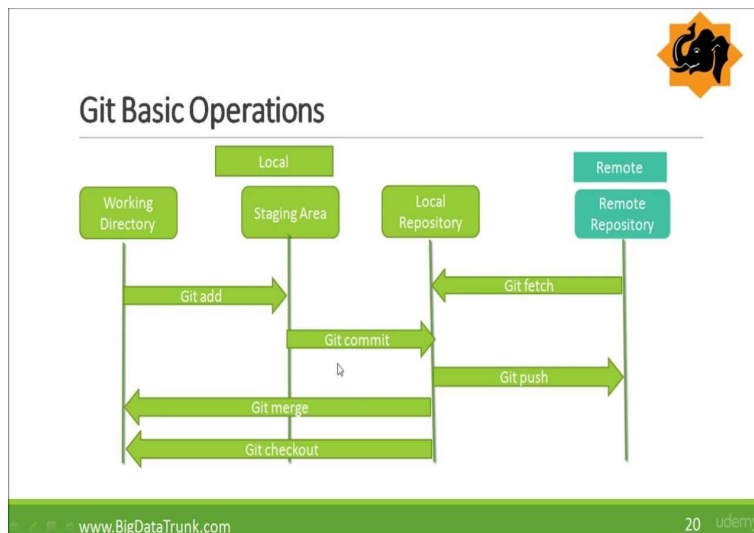 Git Basic Operations
Local
Remote
Working
Directory
Staging Area
Local
Repository
Remote
Repository
Git add
Git fetch
Git commit
Git push
Git merge
Git checkout
www.BigDataTrunk.com
20
udemy